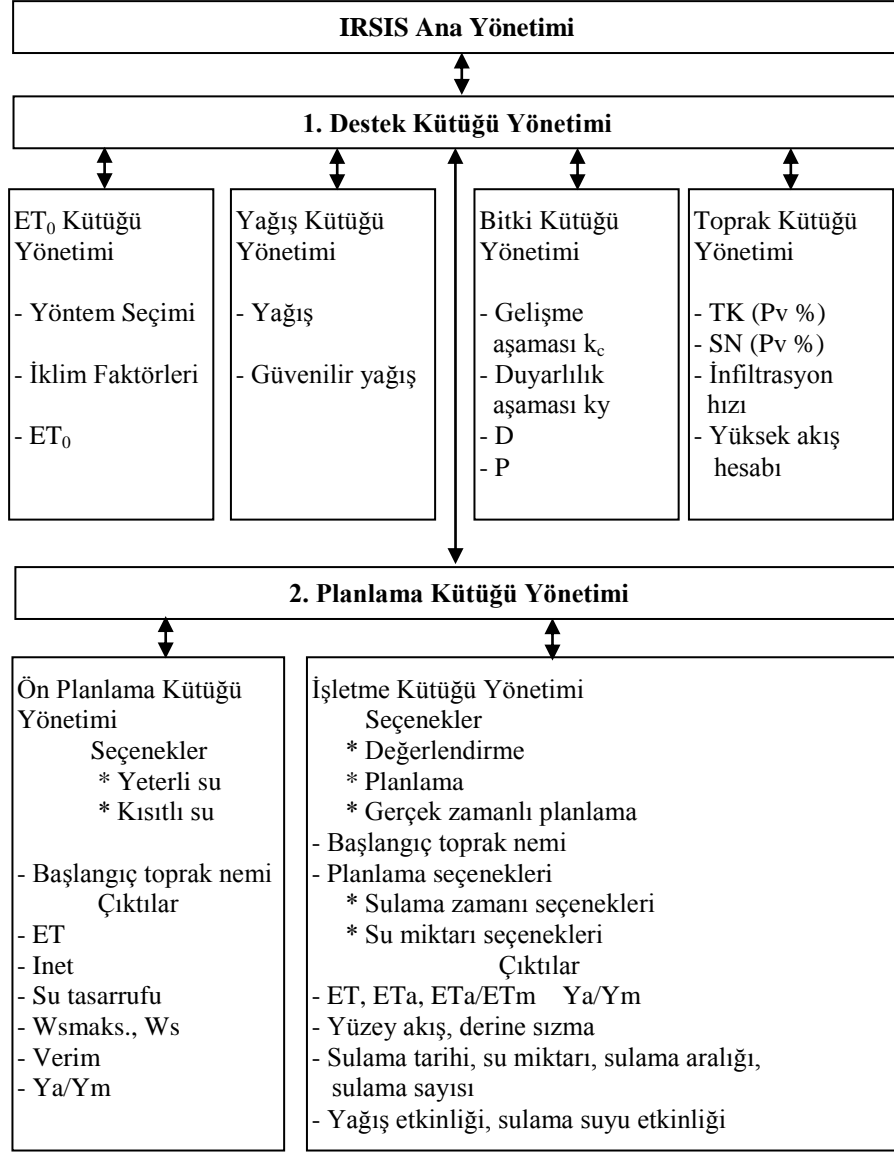 IRSIS Ana Yönetimi
1. Destek Kütüğü Yönetimi
ET₀ Kütüğü
Yönetimi
- Yöntem Seçimi
- İklim Faktörleri
- ET₀
Yağış Kütüğü
Yönetimi
- Yağış
- Güvenilir yağış
Bitki Kütüğü
Yönetimi
- Gelişme
aşaması k꜀
- Duyarlılık
aşaması ky
- D
- P
Toprak Kütüğü
Yönetimi
- TK (Pv %)
- SN (Pv %)
- İnfiltrasyon
hızı
- Yüksek akış
hesabı
2. Planlama Kütüğü Yönetimi
Ön Planlama Kütüğü
Yönetimi
Seçenekler
* Yeterli su
* Kısıtlı su
- Başlangıç toprak nemi
Çıktılar
- ET
- Inet
- Su tasarrufu
- Wsmaks., Ws
- Verim
- Ya/Ym
İşletme Kütüğü Yönetimi
Seçenekler
* Değerlendirme
* Planlama
* Gerçek zamanlı planlama
- Başlangıç toprak nemi
- Planlama seçenekleri
* Sulama zamanı seçenekleri
* Su miktarı seçenekleri
Çıktılar
- ET, ETa, ETa/ETm Ya/Ym
- Yüzey akış, derine sızma
- Sulama tarihi, su miktarı, sulama aralığı,
sulama sayısı
- Yağış etkinliği, sulama suyu etkinliği